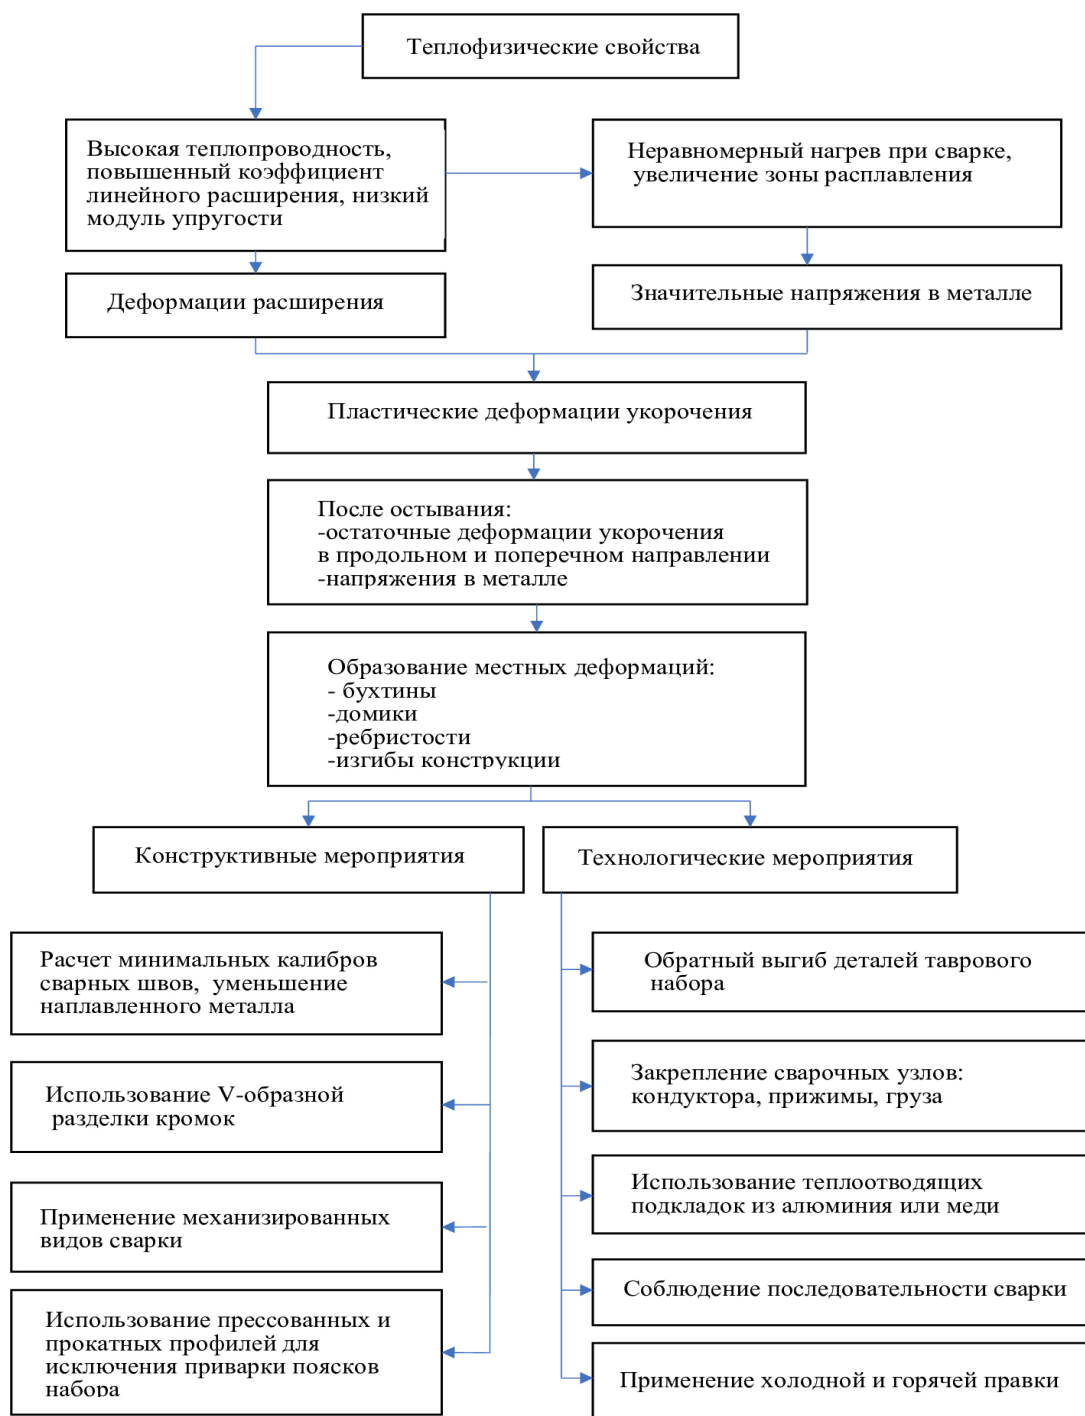 Теплофизические свойства
Высокая теплопроводность,
повышенный коэффициент
линейного расширения, низкий
модуль упругости
Неравномерный нагрев при сварке,
увеличение зоны расплавления
Деформации расширения
Значительные напряжения в металле
Пластические деформации укорочения
После остывания:
-остаточные деформации укорочения
в продольном и поперечном направлении
-напряжения в металле
Образование местных деформаций:
- бухтины
-домики
-ребристости
-изгибы конструкции
Конструктивные мероприятия
Технологические мероприятия
Расчет минимальных калибров
сварных швов, уменьшение
наплавленного металла
Использование V-образной
разделки кромок
Применение механизированных
видов сварки
Использование прессованных и
прокатных профилей для
исключения приварки поясков
набора
Обратный выгиб деталей таврового
набора
Закрепление сварочных узлов:
кондуктора, прижимы, груза
Использование теплоотводящих
подкладок из алюминия или меди
Соблюдение последовательности сварки
Применение холодной и горячей правки